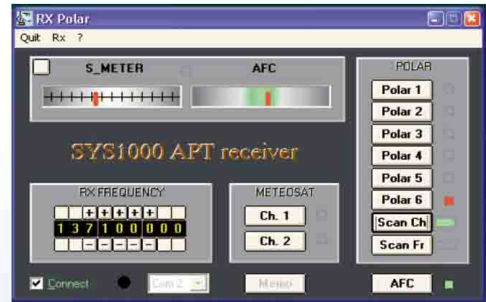 RX Polar
Quit Rx ?
S_METER AFC
SYS1000 APT receiver
RX FREQUENCY
+ + + + + +
1 3 7 1 0 0 0 0 0
- - - - - -
METEOSAT
Ch. 1
Ch. 2
POLAR
Polar 1
Polar 2
Polar 3
Polar 4
Polar 5
Polar 6
Scan Ch
Scan Fr
Connect Com 2 Memo AFC